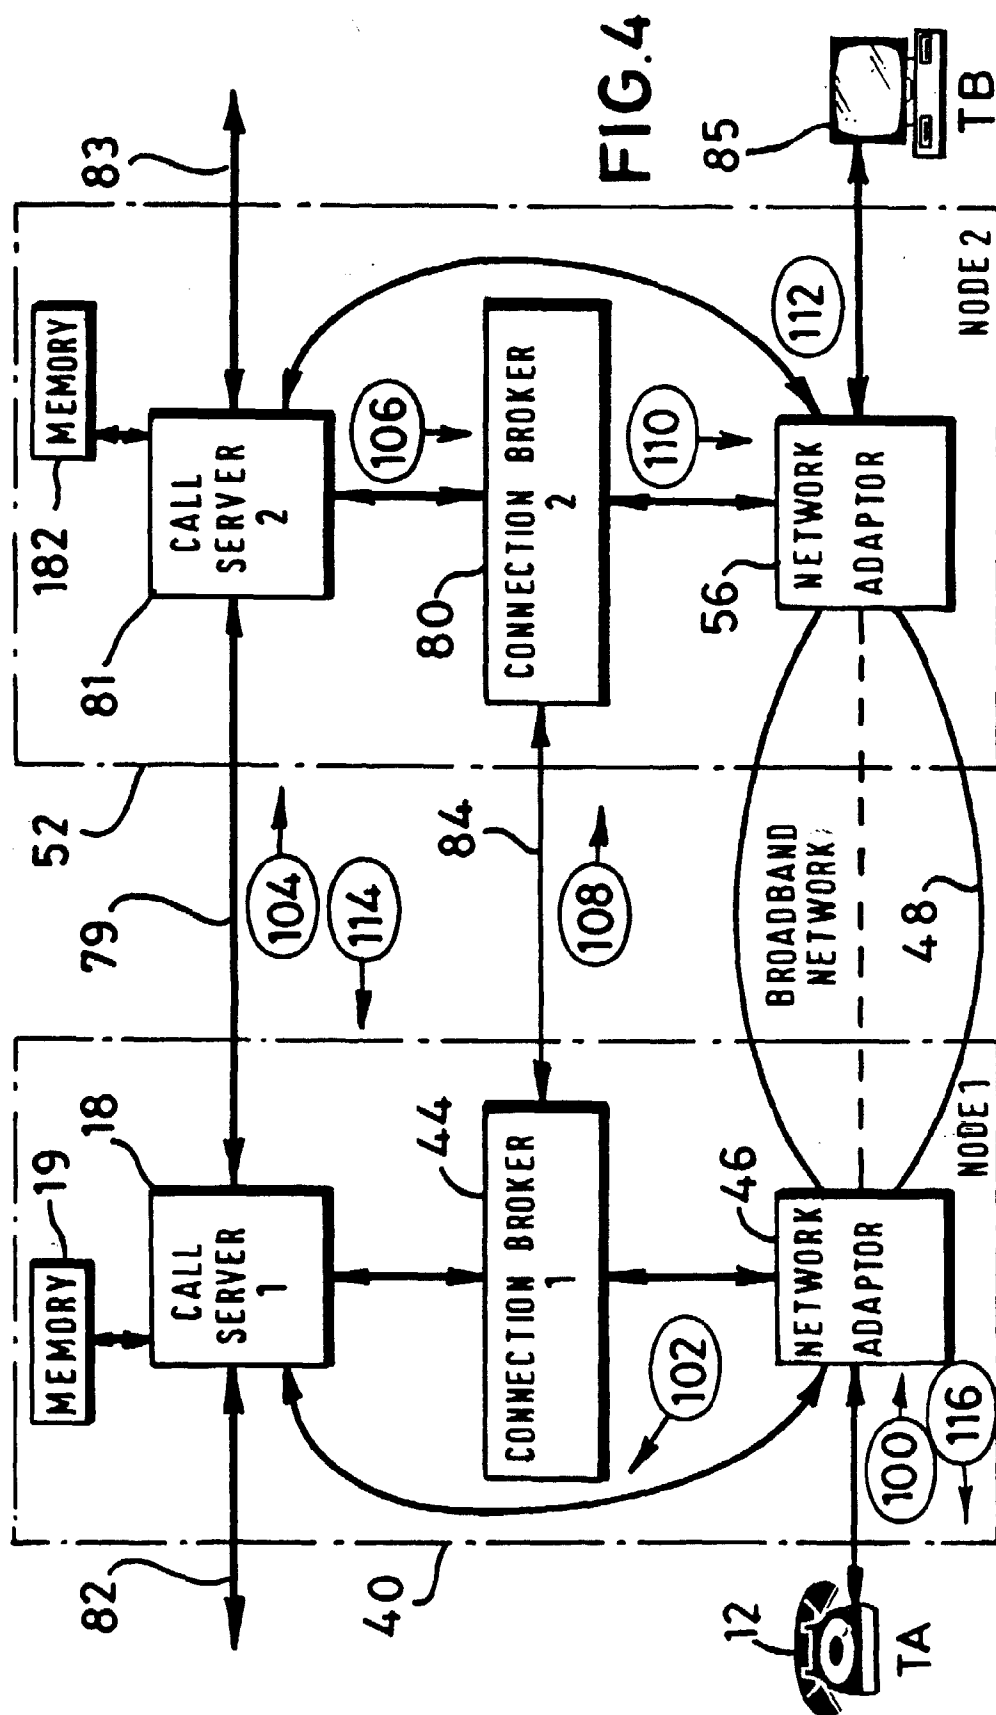 FIG.4
82
83
MEMORY
19
MEMORY
182
CALL
SERVER
1
18
79
CALL
SERVER
2
81
52
104
114
106
40
CONNECTION BROKER
1
44
84
108
CONNECTION BROKER
2
80
102
110
NETWORK
ADAPTOR
46
BROADBAND
NETWORK
48
NETWORK
ADAPTOR
56
112
85
12
TA
100
116
TB
NODE 1
NODE 2